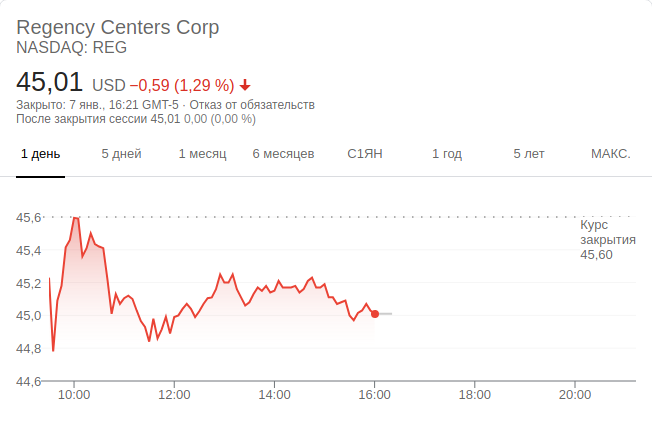 Regency Centers Corp
NASDAQ: REG
45,01 USD −0,59 (1,29 %)
Закрыто: 7 янв., 16:21 GMT-5 · Отказ от обязательств
После закрытия сессии 45,01 0,00 (0,00 %)
1 день 5 дней 1 месяц 6 месяцев С1ЯН 1 год 5 лет МАКС.
45,6
Курс
закрытия
45,60
45,4
45,2
45,0
44,8
44,6
10:00 12:00 14:00 16:00 18:00 20:00